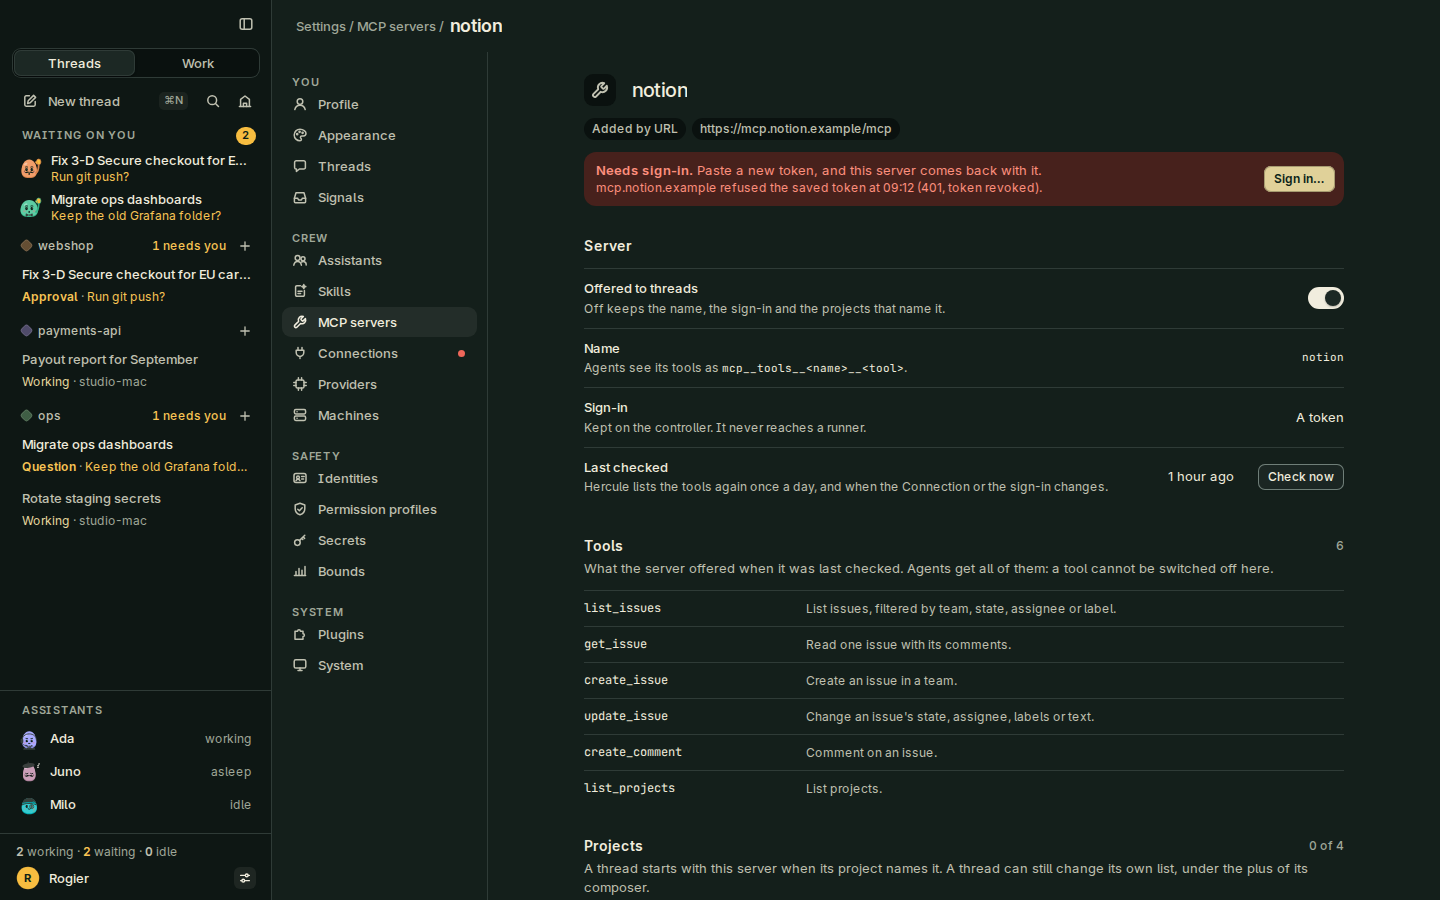 Threads
Work
New thread
⌘N
WAITING ON YOU
2
Fix 3-D Secure checkout for E...
Run git push?
Migrate ops dashboards
Keep the old Grafana folder?
webshop
1 needs you
Fix 3-D Secure checkout for EU car...
Approval · Run git push?
payments-api
Payout report for September
Working · studio-mac
ops
1 needs you
Migrate ops dashboards
Question · Keep the old Grafana fold...
Rotate staging secrets
Working · studio-mac
ASSISTANTS
Ada
working
Juno
asleep
Milo
idle
2 working · 2 waiting · 0 idle
R
Rogier
Settings / MCP servers / notion
YOU
Profile
Appearance
Threads
Signals
CREW
Assistants
Skills
MCP servers
Connections
Providers
Machines
SAFETY
Identities
Permission profiles
Secrets
Bounds
SYSTEM
Plugins
System
notion
Added by URL
https://mcp.notion.example/mcp
Needs sign-in. Paste a new token, and this server comes back with it.
mcp.notion.example refused the saved token at 09:12 (401, token revoked).
Sign in...
Server
Offered to threads
Off keeps the name, the sign-in and the projects that name it.
Name
Agents see its tools as mcp__tools__<name>__<tool>.
notion
Sign-in
Kept on the controller. It never reaches a runner.
A token
Last checked
Hercule lists the tools again once a day, and when the Connection or the sign-in changes.
1 hour ago
Check now
Tools
6
What the server offered when it was last checked. Agents get all of them: a tool cannot be switched off here.
list_issues
List issues, filtered by team, state, assignee or label.
get_issue
Read one issue with its comments.
create_issue
Create an issue in a team.
update_issue
Change an issue's state, assignee, labels or text.
create_comment
Comment on an issue.
list_projects
List projects.
Projects
0 of 4
A thread starts with this server when its project names it. A thread can still change its own list, under the plus of its
composer.